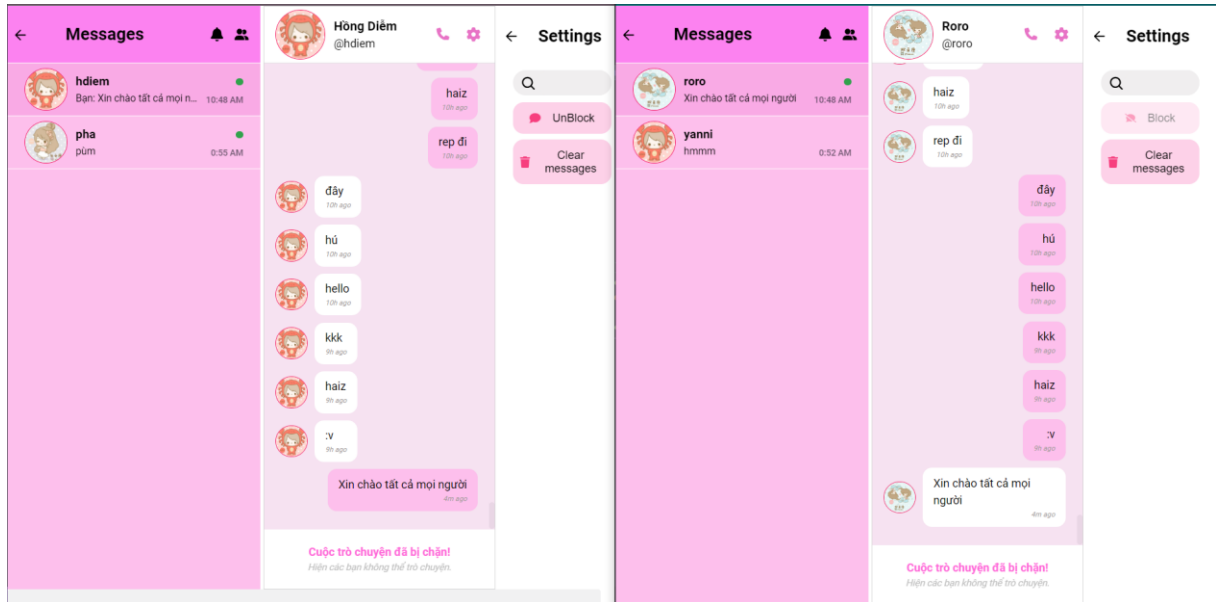 Messages
hdiem
Bạn: Xin chào tất cả mọi n... 10:48 AM
pha
pùm 0:55 AM
Hồng Diễm
@hdiem
haiz
10h ago
rep đi
10h ago
đây
10h ago
hú
10h ago
hello
10h ago
kkk
9h ago
haiz
9h ago
:v
9h ago
Xin chào tất cả mọi người
4m ago
Cuộc trò chuyện đã bị chặn!
Hiện các bạn không thể trò chuyện.
Settings
UnBlock
Clear
messages
Messages
roro
Xin chào tất cả mọi người 10:48 AM
yanni
hmmm 0:52 AM
Roro
@roro
haiz
10h ago
rep đi
10h ago
đây
10h ago
hú
10h ago
hello
10h ago
kkk
9h ago
haiz
9h ago
:v
9h ago
Xin chào tất cả mọi
người
4m ago
Cuộc trò chuyện đã bị chặn!
Hiện các bạn không thể trò chuyện.
Settings
Block
Clear
messages